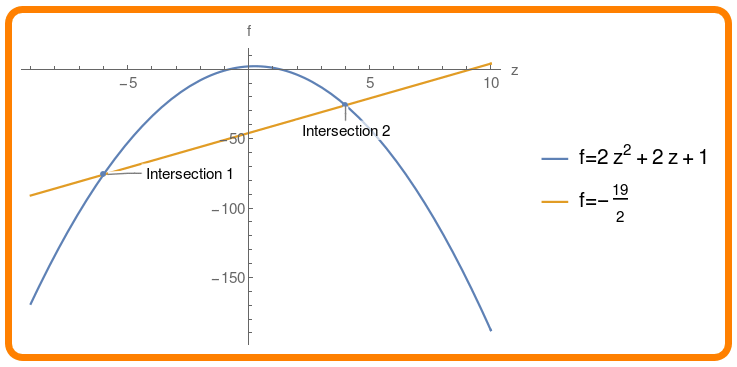 f
z
−5
5
10
−50
−100
−150
Intersection 1
Intersection 2
f=2 z² + 2 z + 1
f=− 19/2